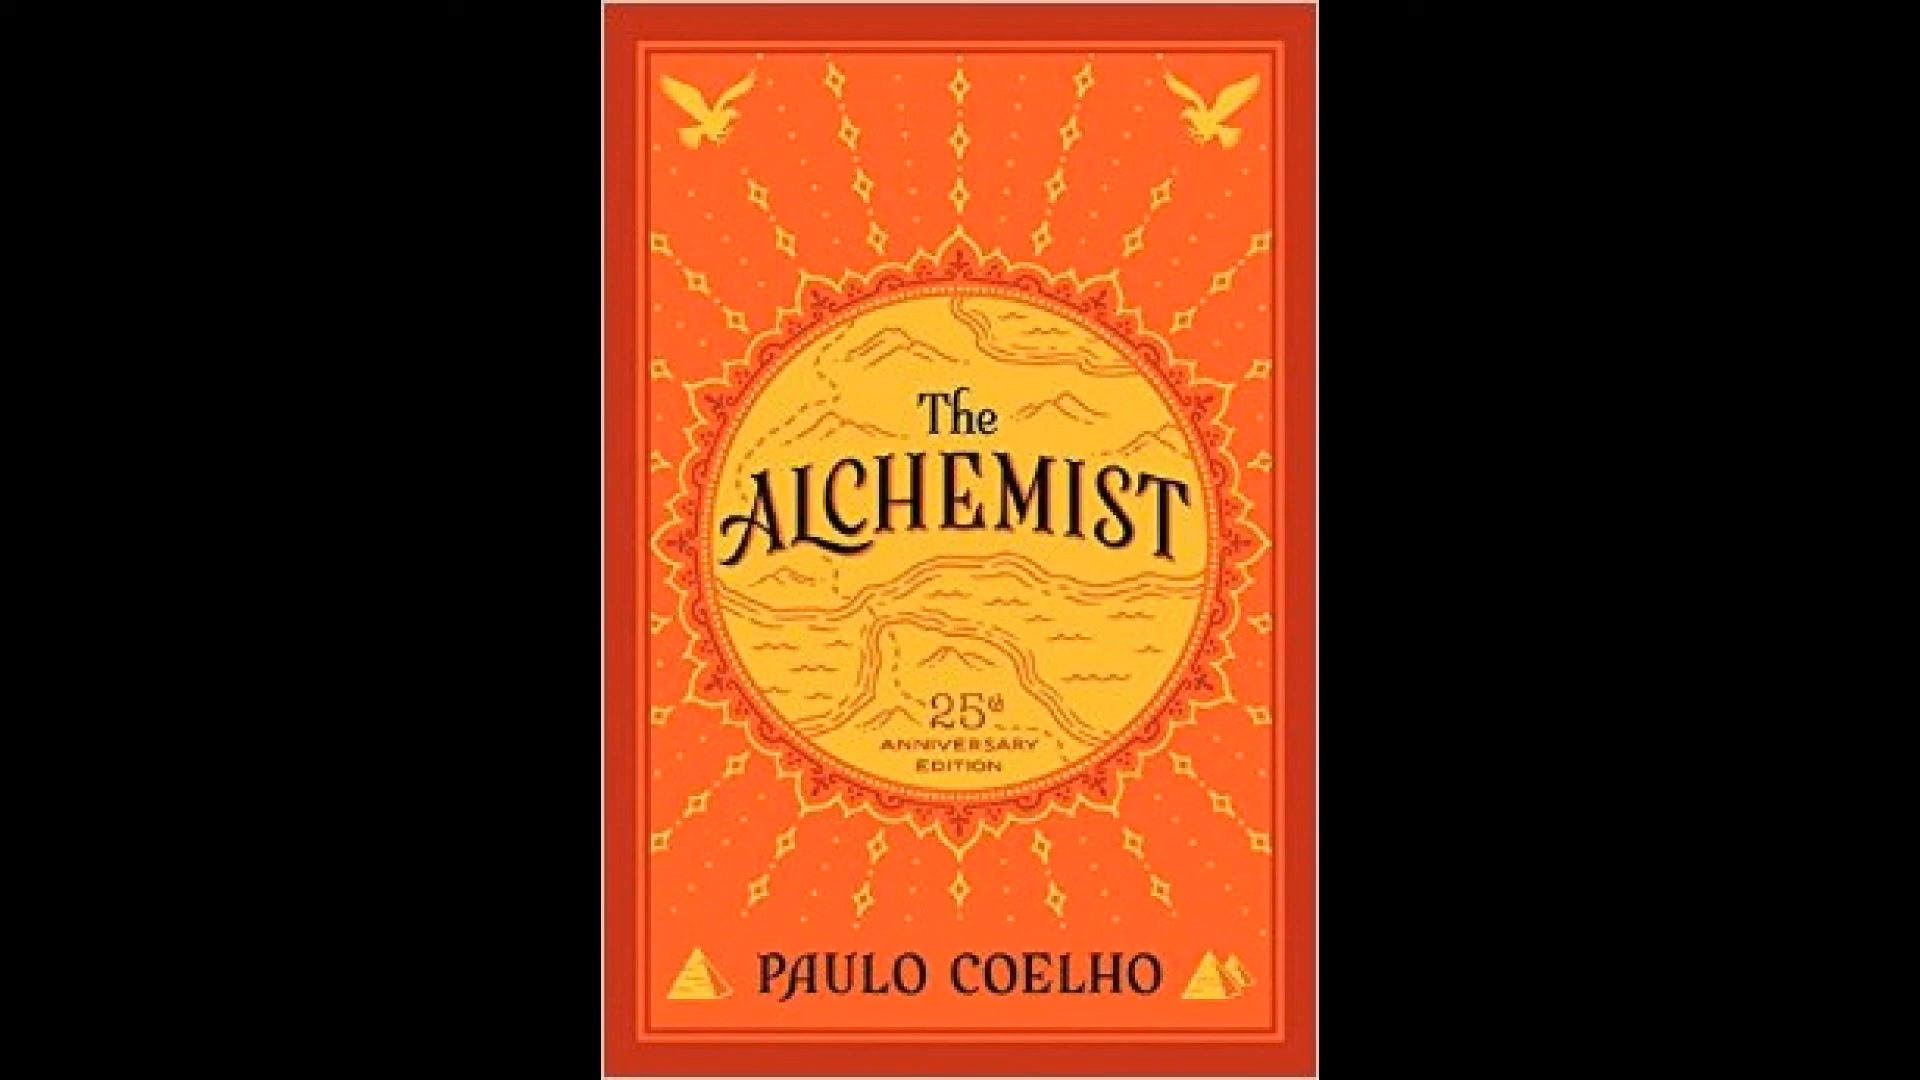 The
ALCHEMIST
25th
ANNIVERSARY
EDITION
PAULO COELHO